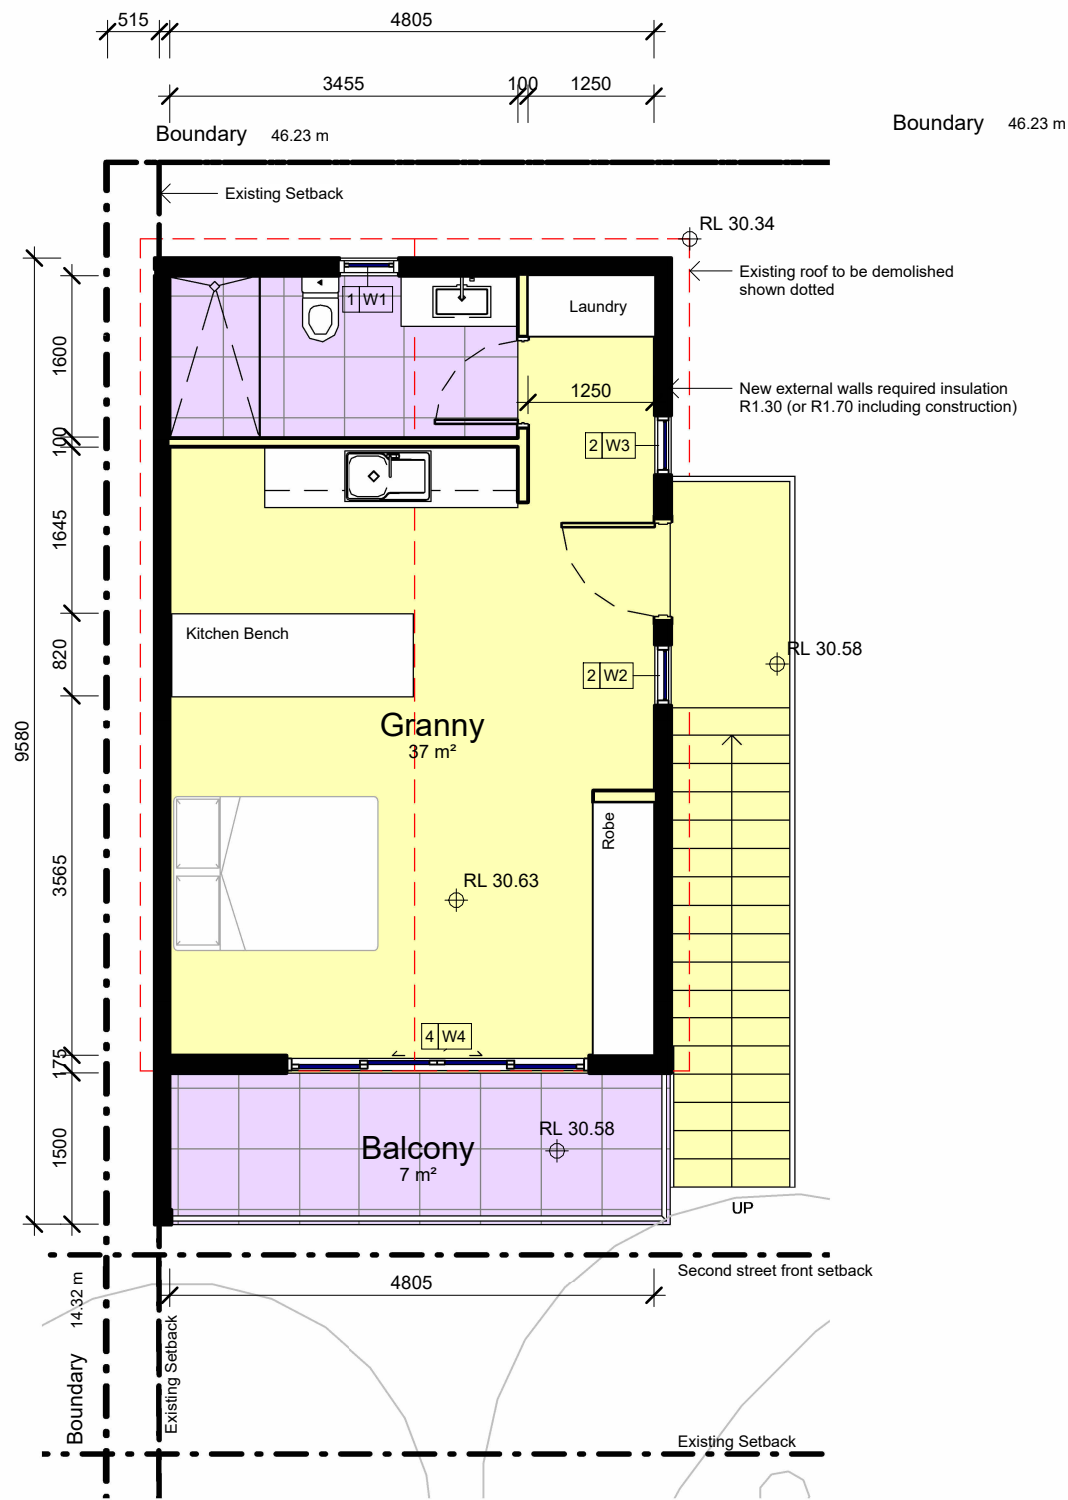 515
4805
3455
100
1250
Boundary 46.23 m
Boundary 46.23 m
Existing Setback
RL 30.34
Existing roof to be demolished
shown dotted
1 W1
Laundry
1600
1250
New external walls required insulation
R1.30 (or R1.70 including construction)
100
2 W3
1645
Kitchen Bench
820
RL 30.58
2 W2
9580
Granny
37 m²
Robe
3565
RL 30.63
4 W4
175
1500
RL 30.58
Balcony
7 m²
UP
Second street front setback
4805
Boundary 14.32 m
Existing Setback
Existing Setback